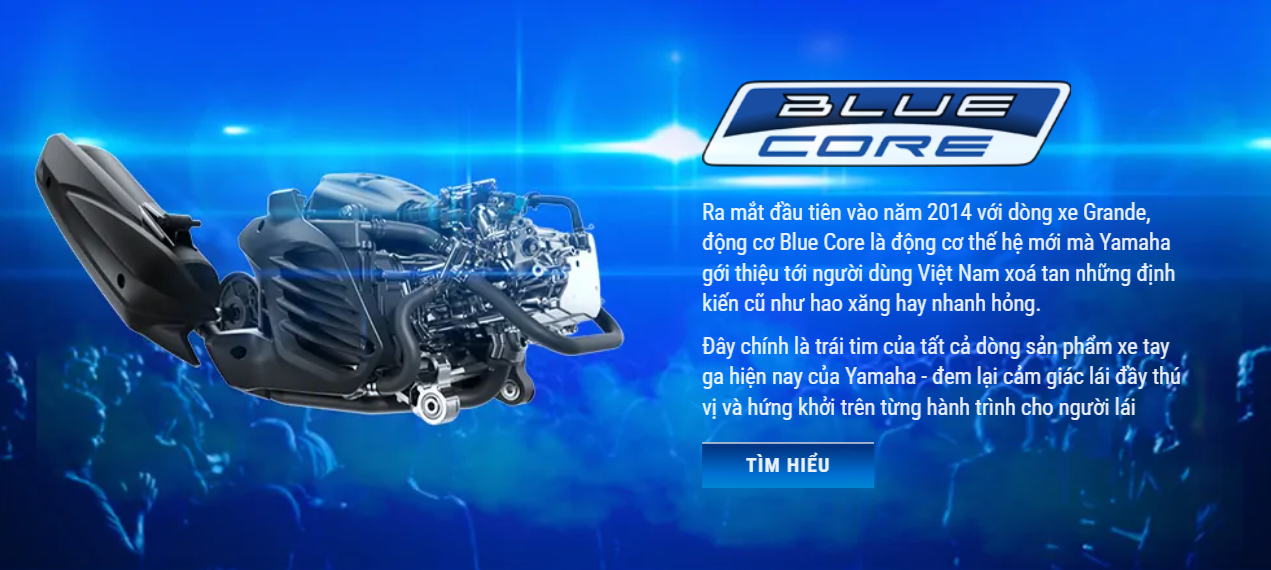 BLUE
CORE
Ra mắt đầu tiên vào năm 2014 với dòng xe Grande,
động cơ Blue Core là động cơ thế hệ mới mà Yamaha
gới thiệu tới người dùng Việt Nam xoá tan những định
kiến cũ như hao xăng hay nhanh hỏng.
Đây chính là trái tim của tất cả dòng sản phẩm xe tay
ga hiện nay của Yamaha - đem lại cảm giác lái đầy thú
vị và hứng khởi trên từng hành trình cho người lái
TÌM HIỂU